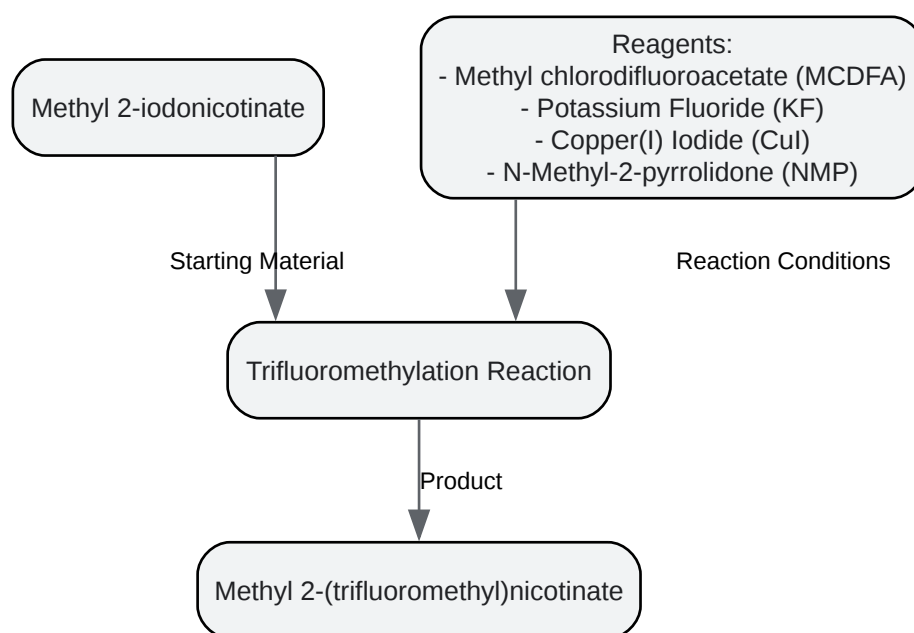 Reagents:
- Methyl chlorodifluoroacetate (MCDFA)
- Potassium Fluoride (KF)
- Copper(I) Iodide (CuI)
- N-Methyl-2-pyrrolidone (NMP)
Methyl 2-iodonicotinate
Starting Material
Reaction Conditions
Trifluoromethylation Reaction
Product
Methyl 2-(trifluoromethyl)nicotinate